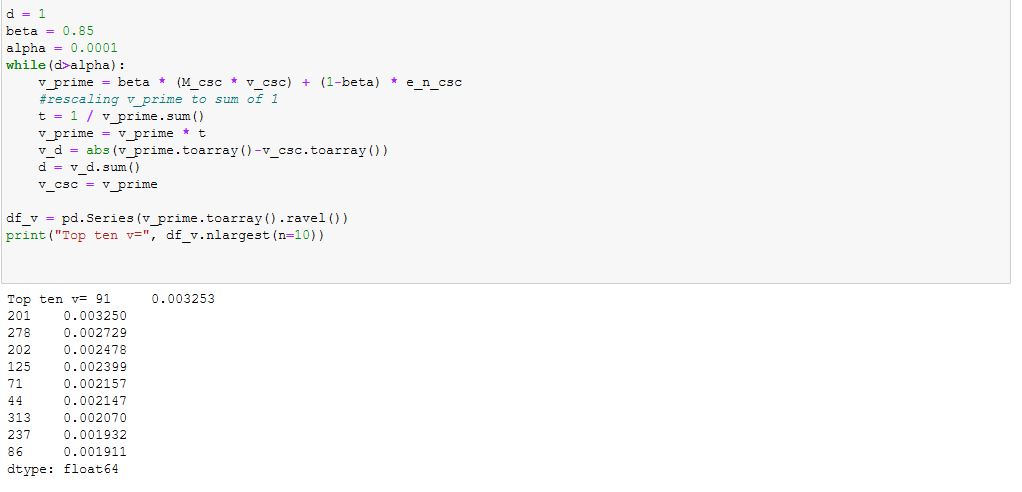 d = 1
beta = 0.85
alpha = 0.0001
while(d>alpha):
    v_prime = beta * (M_csc * v_csc) + (1-beta) * e_n_csc
    #rescaling v_prime to sum of 1
    t = 1 / v_prime.sum()
    v_prime = v_prime * t
    v_d = abs(v_prime.toarray()-v_csc.toarray())
    d = v_d.sum()
    v_csc = v_prime
df_v = pd.Series(v_prime.toarray().ravel())
print("Top ten v=", df_v.nlargest(n=10))
Top ten v= 91     0.003253
201    0.003250
278    0.002729
202    0.002478
125    0.002399
71     0.002157
44     0.002147
313    0.002070
237    0.001932
86     0.001911
dtype: float64